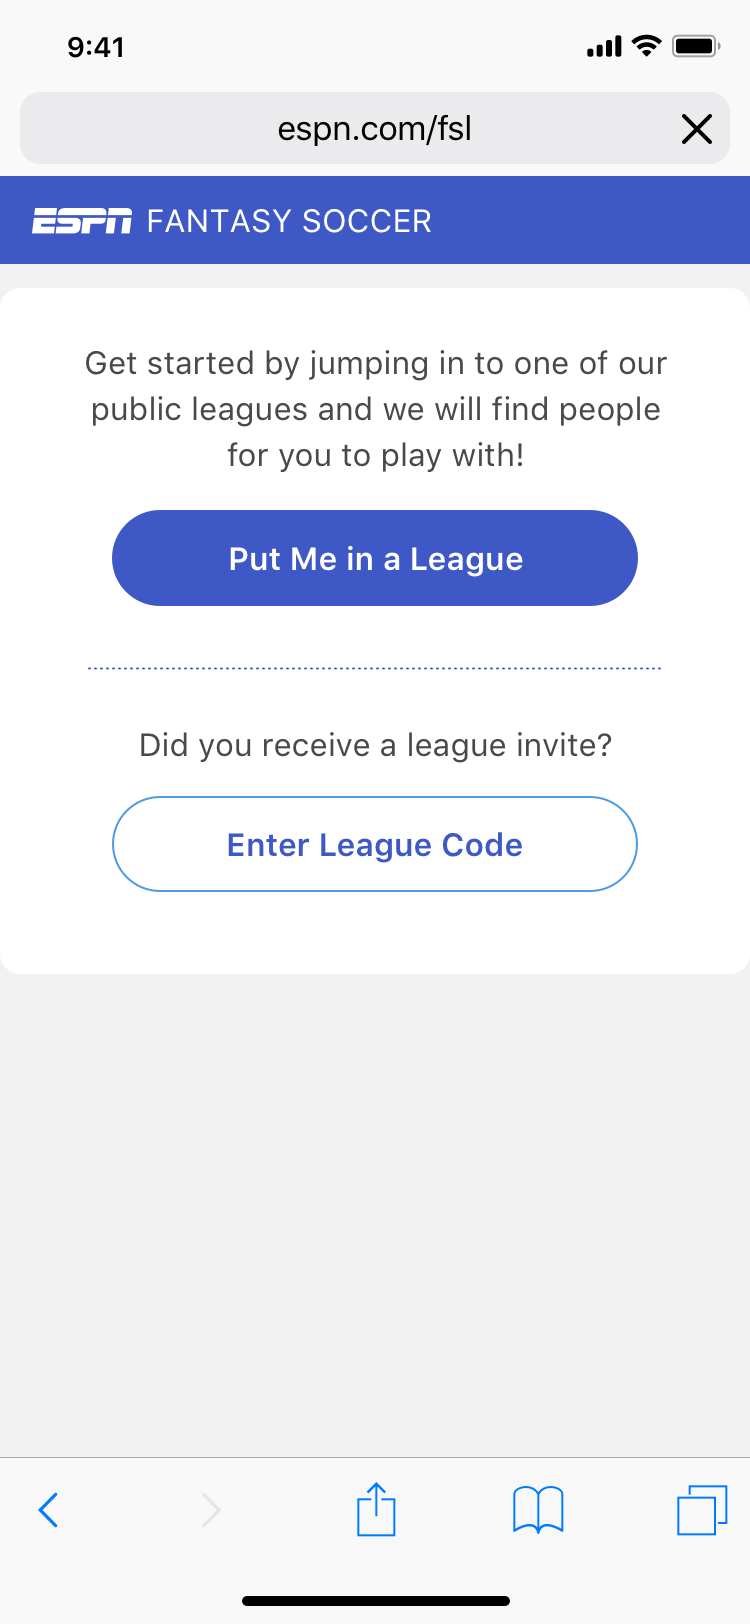 9:41
espn.com/fsl
ESPN FANTASY SOCCER
Get started by jumping in to one of our
public leagues and we will find people
for you to play with!
Put Me in a League
Did you receive a league invite?
Enter League Code